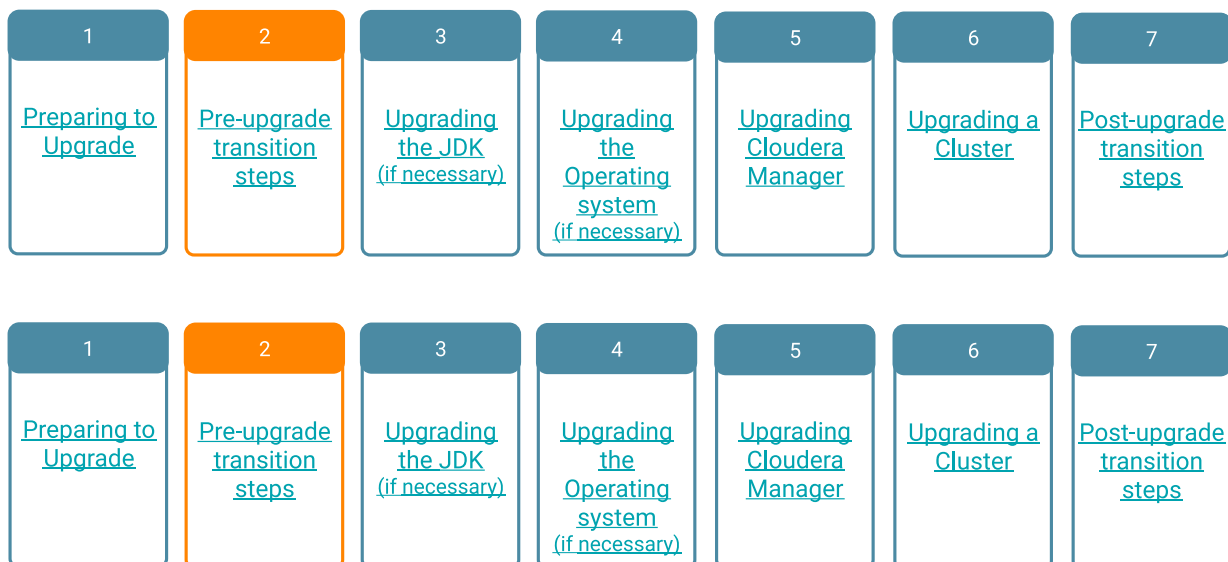 1 2 3 4 5 6 7
Preparing to
Upgrade
Pre-upgrade
transition
steps
Upgrading
the JDK
(if necessary)
Upgrading
the
Operating
system
(if necessary)
Upgrading
Cloudera
Manager
Upgrading a
Cluster
Post-upgrade
transition
steps
1 2 3 4 5 6 7
Preparing to
Upgrade
Pre-upgrade
transition
steps
Upgrading
the JDK
(if necessary)
Upgrading
the
Operating
system
(if necessary)
Upgrading
Cloudera
Manager
Upgrading a
Cluster
Post-upgrade
transition
steps